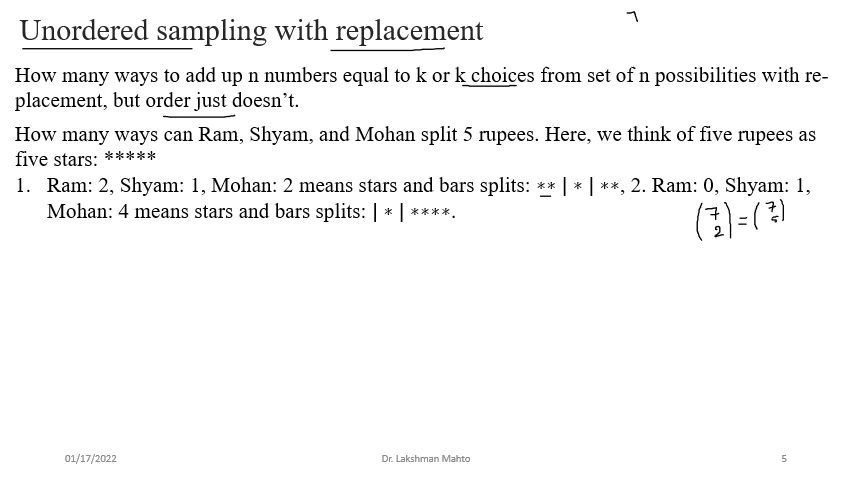 Unordered sampling with replacement
7
How many ways to add up n numbers equal to k or k choices from set of n possibilities with re-
placement, but order just doesn’t.
How many ways can Ram, Shyam, and Mohan split 5 rupees. Here, we think of five rupees as
five stars: *****
1. Ram: 2, Shyam: 1, Mohan: 2 means stars and bars splits: ** | * | **, 2. Ram: 0, Shyam: 1,
Mohan: 4 means stars and bars splits: | * | ****.
(7 2) = (7 5)
01/17/2022 Dr. Lakshman Mahto 5